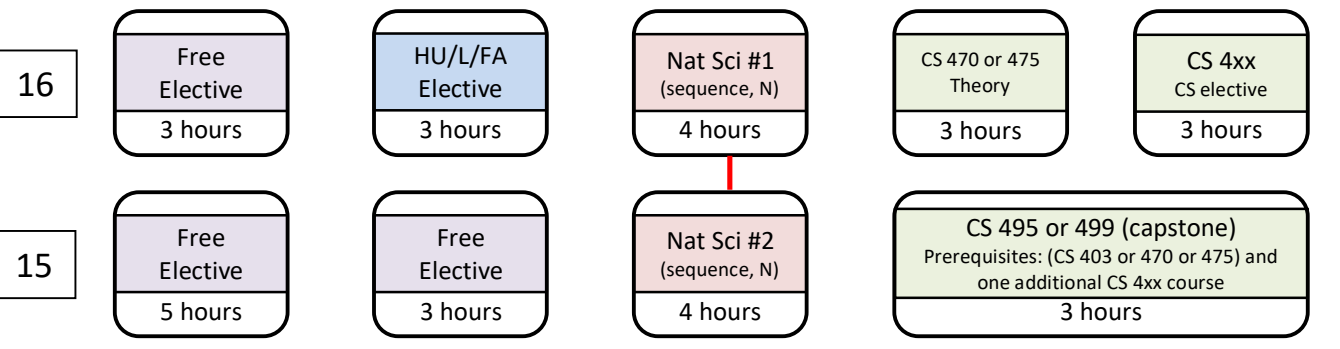 16
Free
Elective
3 hours
HU/L/FA
Elective
3 hours
Nat Sci #1
(sequence, N)
4 hours
CS 470 or 475
Theory
3 hours
CS 4xx
CS elective
3 hours
15
Free
Elective
5 hours
Free
Elective
3 hours
Nat Sci #2
(sequence, N)
4 hours
CS 495 or 499 (capstone)
Prerequisites: (CS 403 or 470 or 475) and
one additional CS 4xx course
3 hours